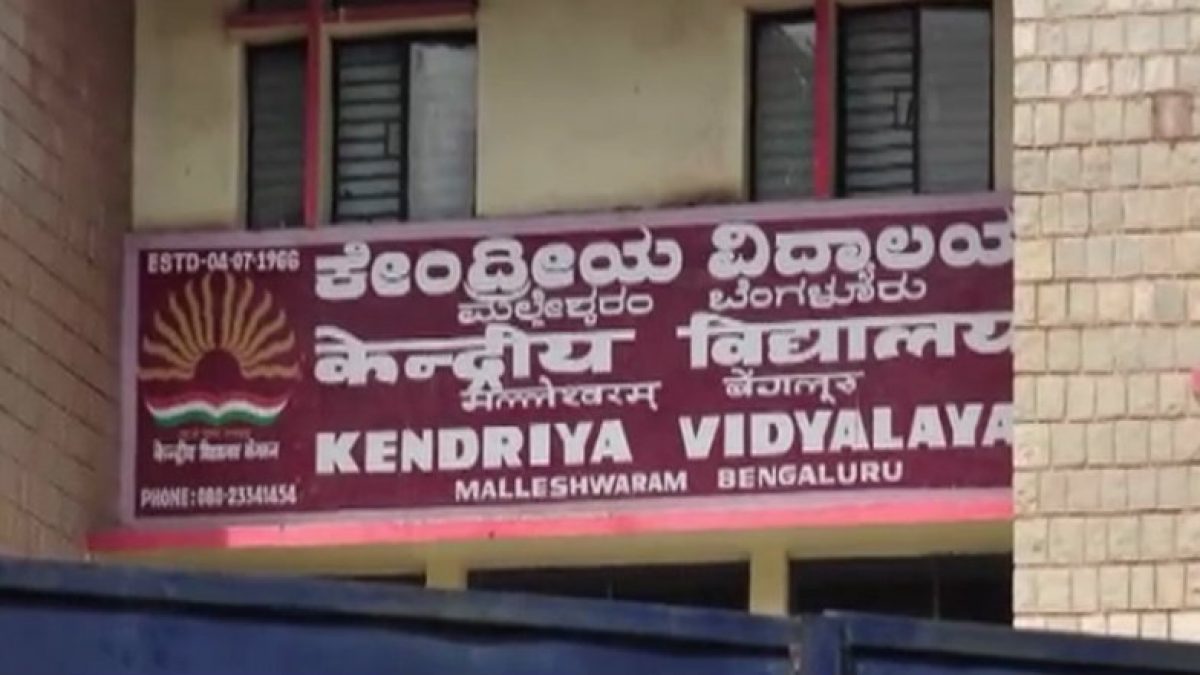 ESTD-04-07-1966
ಕೇಂದ್ರೀಯ ವಿದ್ಯಾಲಯ
ಮಲ್ಲೇಶ್ವರಂ ಬೆಂಗಳೂರು
केन्द्रीय विद्यालय
मल्लेश्वरम् बेंगलूरु
KENDRIYA VIDYALAYA
MALLESHWARAM BENGALURU
केन्द्रीय विद्यालय संगठन
PHONE: 080-23341654